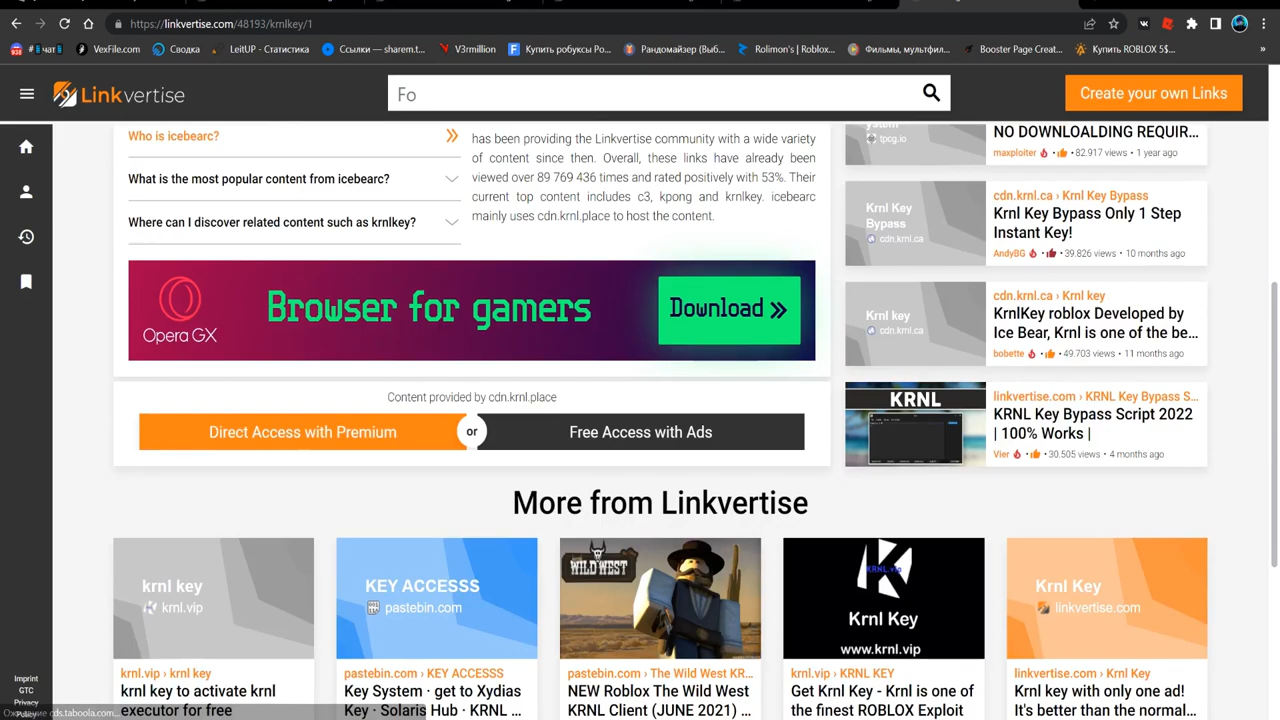 https://linkvertise.com/48193/krnlkey/1
VexFile.com
Сводка
LeitUP - Статистика
Ссылки — sharem.t...
V3rmillion
Купить робуксы Ро...
Рандомайзер (Выб...
Rolimon's | Roblox...
Фильмы, мультфил...
Booster Page Creat...
Купить ROBLOX 5$...
»
Linkvertise
Fo
Create your own Links
Who is icebearc?
What is the most popular content from icebearc?
Where can I discover related content such as krnlkey?
has been providing the Linkvertise community with a wide variety
of content since then. Overall, these links have already been
viewed over 89 769 436 times and rated positively with 53%. Their
current top content includes c3, kpong and krnlkey. icebearc
mainly uses cdn.krnl.place to host the content.
Opera GX
Browser for gamers
Download »
Content provided by cdn.krnl.place
Direct Access with Premium
or
Free Access with Ads
tpcg.io
NO DOWNLOALDING REQUIR...
maxploiter • 82.917 views • 1 year ago
Krnl Key
Bypass
cdn.krnl.ca
cdn.krnl.ca › Krnl Key Bypass
Krnl Key Bypass Only 1 Step
Instant Key!
AndyBG • 39.826 views • 10 months ago
Krnl key
cdn.krnl.ca
cdn.krnl.ca › Krnl key
KrnlKey roblox Developed by
Ice Bear, Krnl is one of the be...
bobette • 49.703 views • 11 months ago
KRNL
linkvertise.com › KRNL Key Bypass S...
KRNL Key Bypass Script 2022
| 100% Works |
Vier • 30.505 views • 4 months ago
More from Linkvertise
krnl key
krnl.vip
krnl.vip › krnl key
krnl key to activate krnl
executor for free
KEY ACCESSS
pastebin.com
pastebin.com › KEY ACCESSS
Key System · get to Xydias
Key · Solaris Hub · KRNL ...
WILD WEST
pastebin.com › The Wild West KR...
NEW Roblox The Wild West
KRNL Client (JUNE 2021) ...
KRNL.vip
Krnl Key
www.krnl.vip
krnl.vip › KRNL KEY
Get Krnl Key - Krnl is one of
the finest ROBLOX Exploit
Krnl Key
linkvertise.com
linkvertise.com › Krnl Key
Krnl key with only one ad!
It's better than the normal...
Imprint
GTC
Privacy
Policy
Ожидание cds.taboola.com...